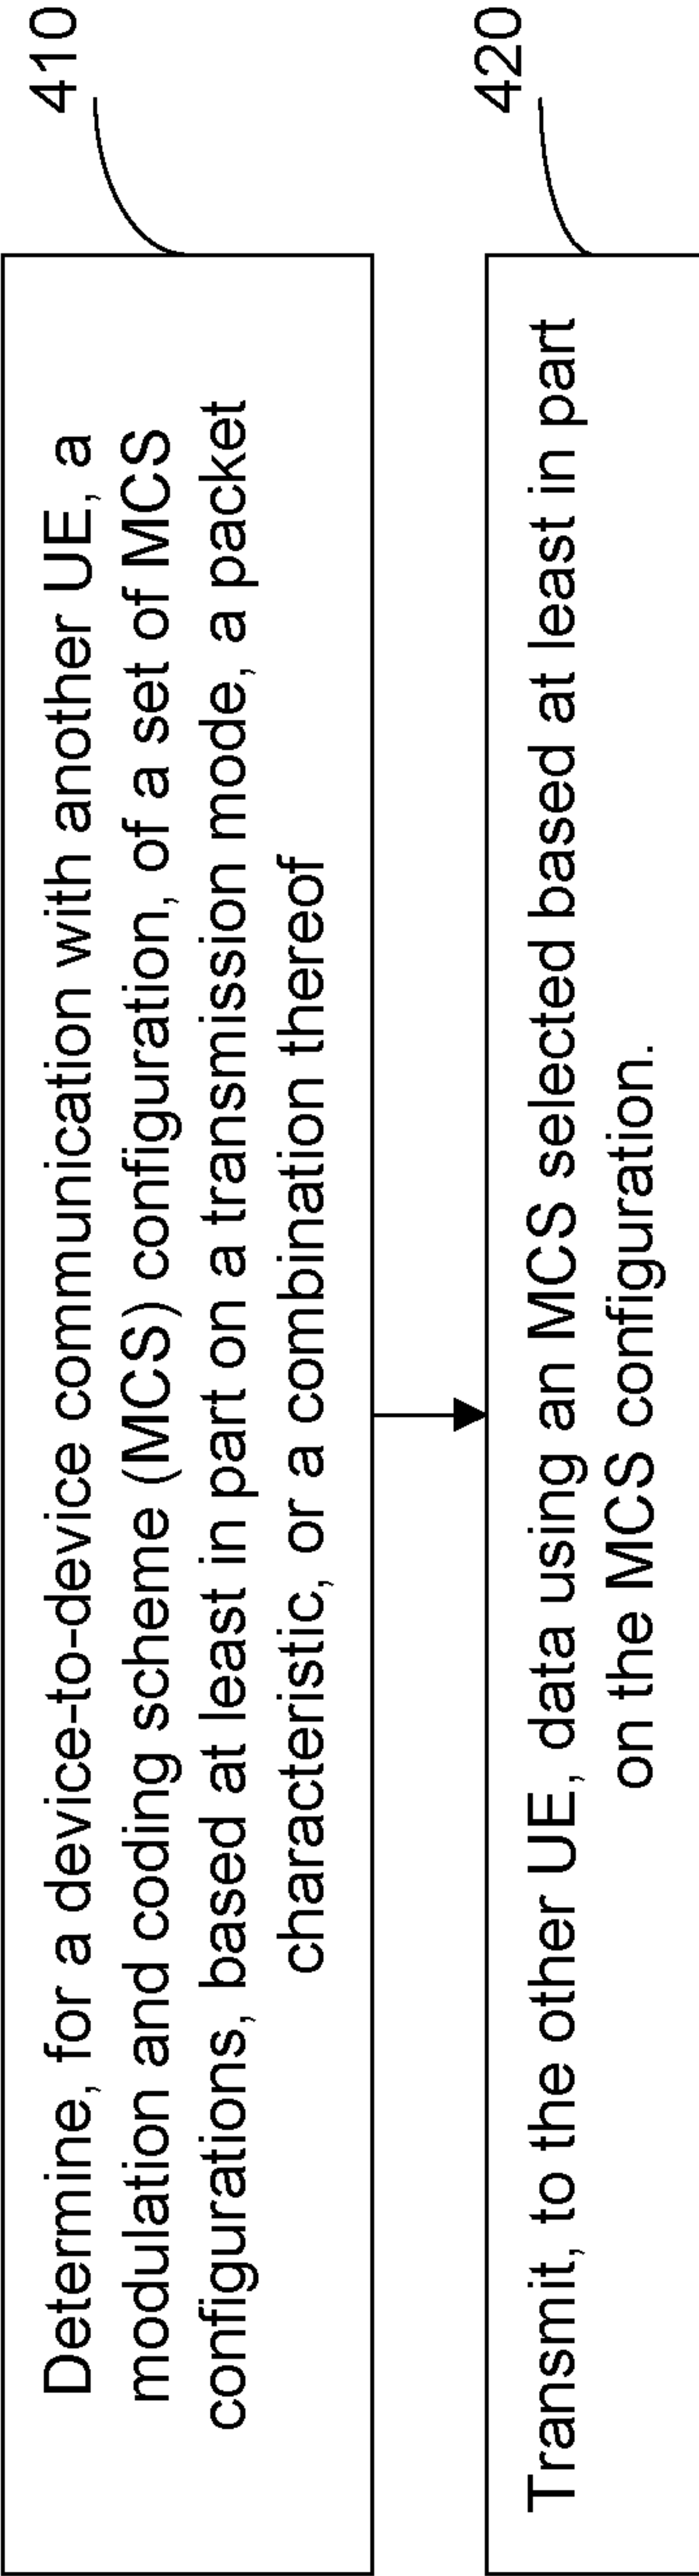 410
Determine, for a device-to-device communication with another UE, a
modulation and coding scheme (MCS) configuration, of a set of MCS
configurations, based at least in part on a transmission mode, a packet
characteristic, or a combination thereof
420
Transmit, to the other UE, data using an MCS selected based at least in part
on the MCS configuration.